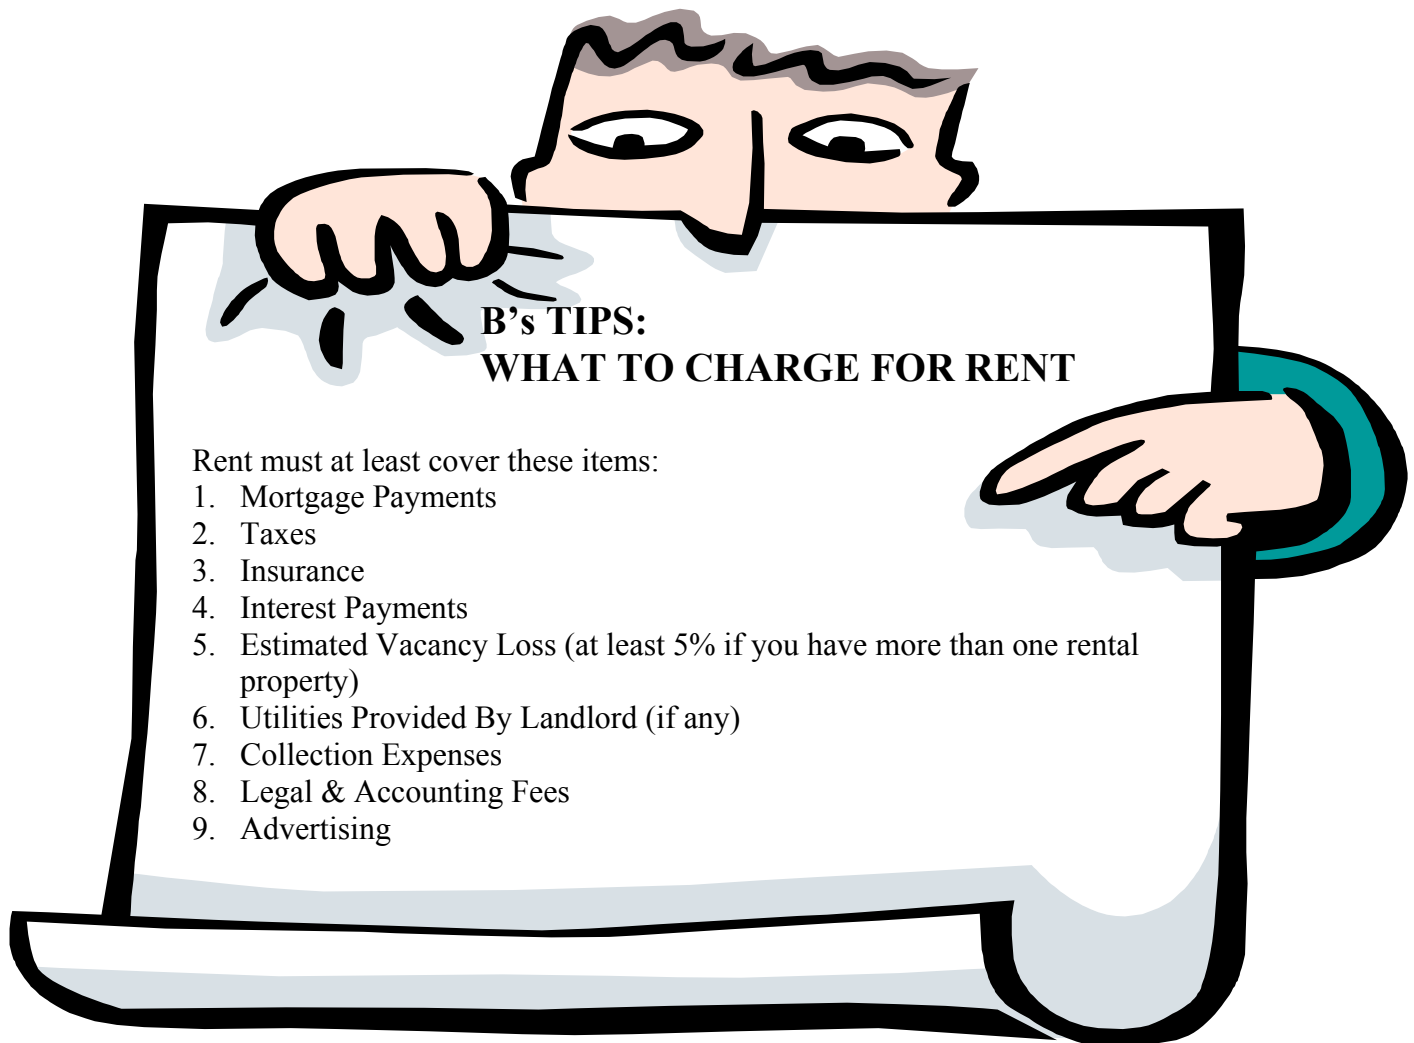 B’s TIPS:
WHAT TO CHARGE FOR RENT
Rent must at least cover these items:
1. Mortgage Payments
2. Taxes
3. Insurance
4. Interest Payments
5. Estimated Vacancy Loss (at least 5% if you have more than one rental
property)
6. Utilities Provided By Landlord (if any)
7. Collection Expenses
8. Legal & Accounting Fees
9. Advertising